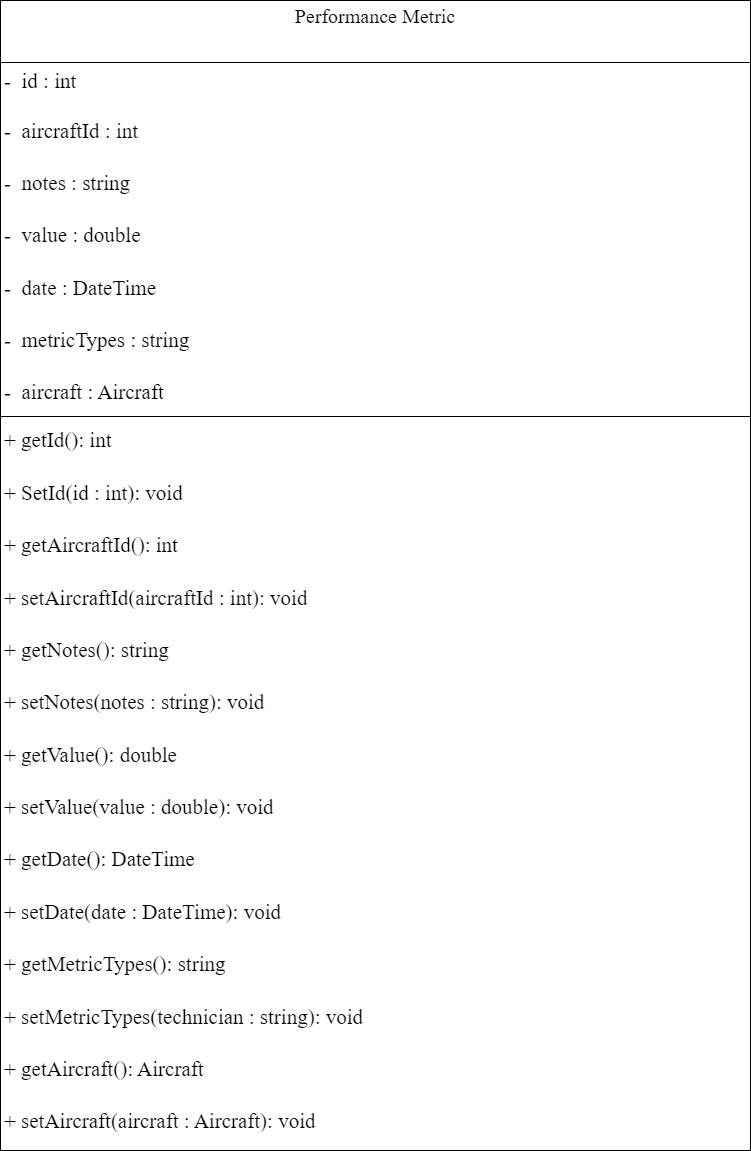 Performance Metric
- id : int
- aircraftId : int
- notes : string
- value : double
- date : DateTime
- metricTypes : string
- aircraft : Aircraft
+ getId(): int
+ SetId(id : int): void
+ getAircraftId(): int
+ setAircraftId(aircraftId : int): void
+ getNotes(): string
+ setNotes(notes : string): void
+ getValue(): double
+ setValue(value : double): void
+ getDate(): DateTime
+ setDate(date : DateTime): void
+ getMetricTypes(): string
+ setMetricTypes(technician : string): void
+ getAircraft(): Aircraft
+ setAircraft(aircraft : Aircraft): void